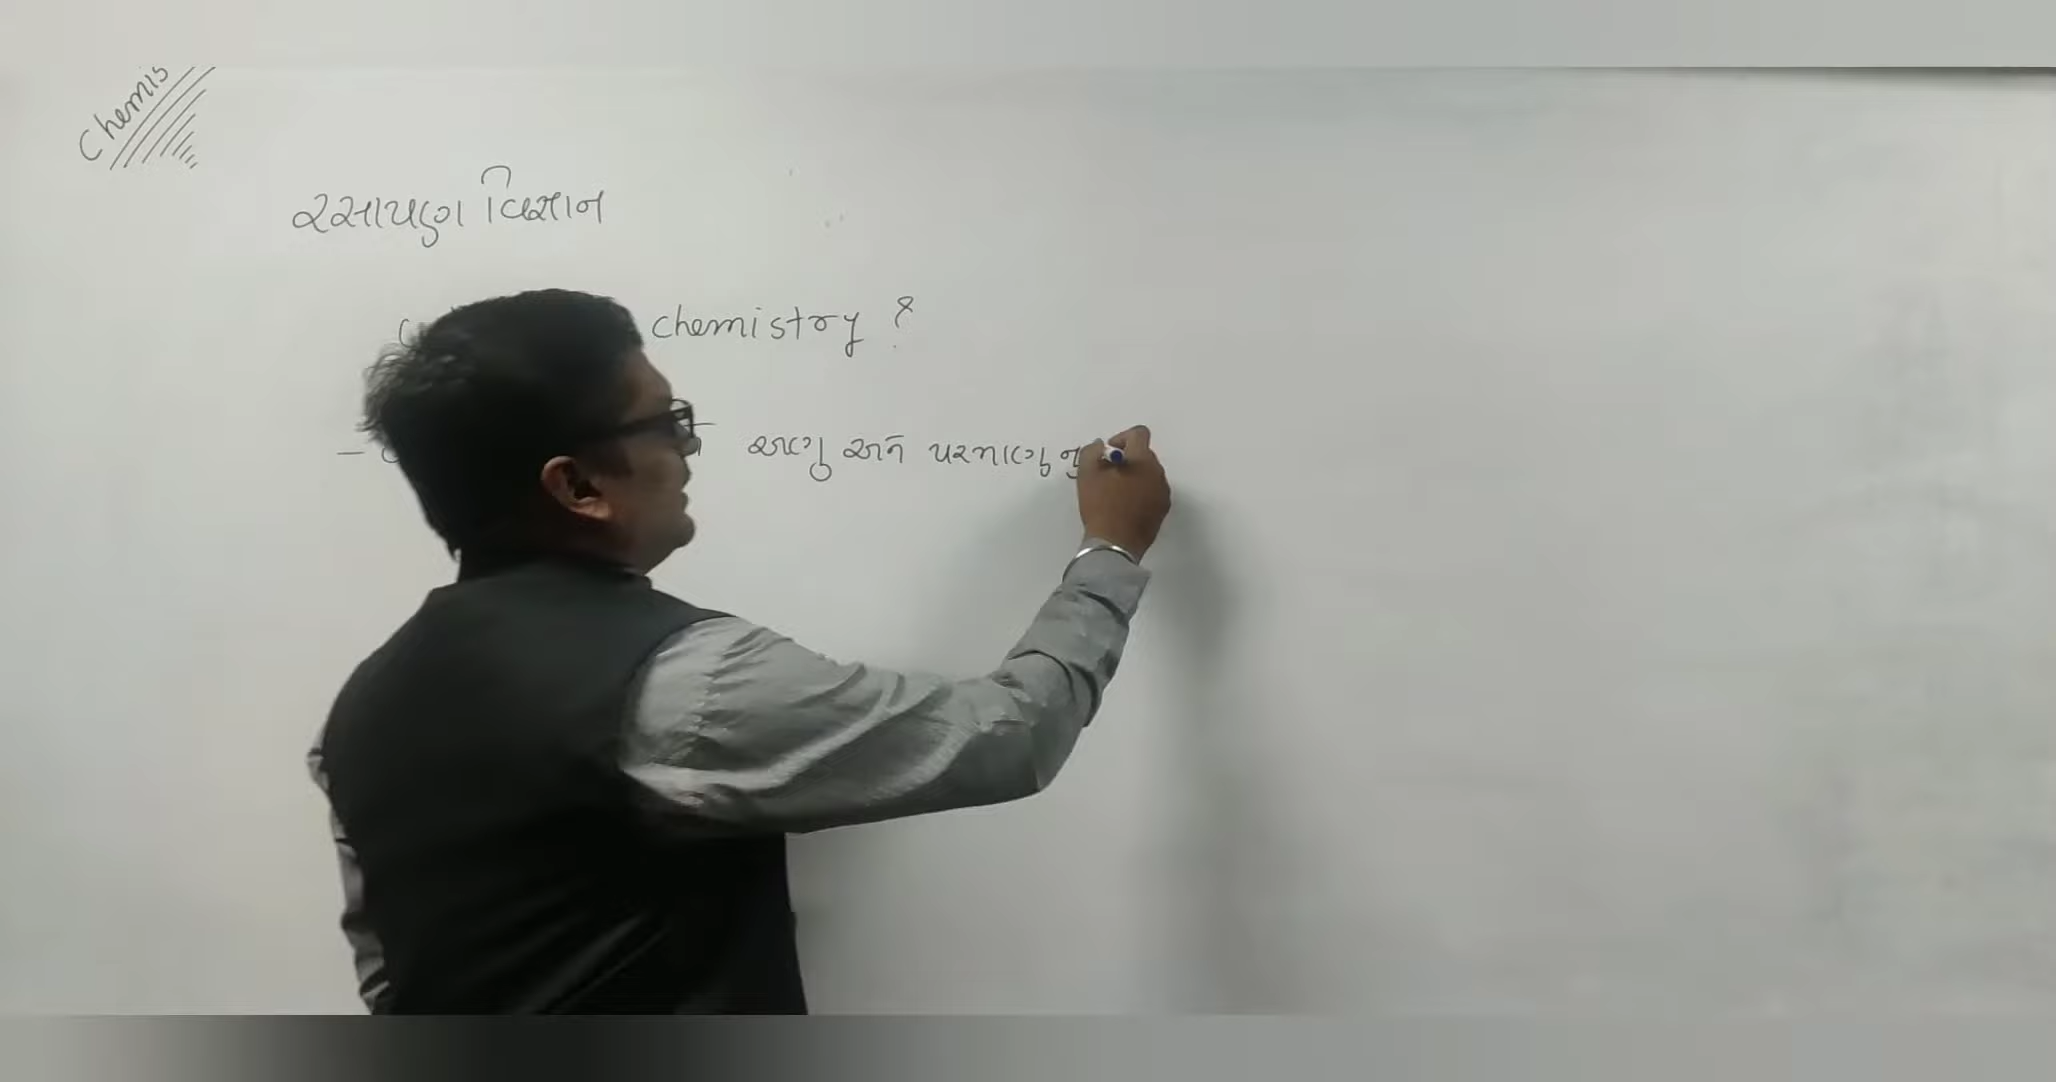 Chemis
રસાયણ વિજ્ઞાન
chemistry ?
– અણુ અને પરમાણુ નુ